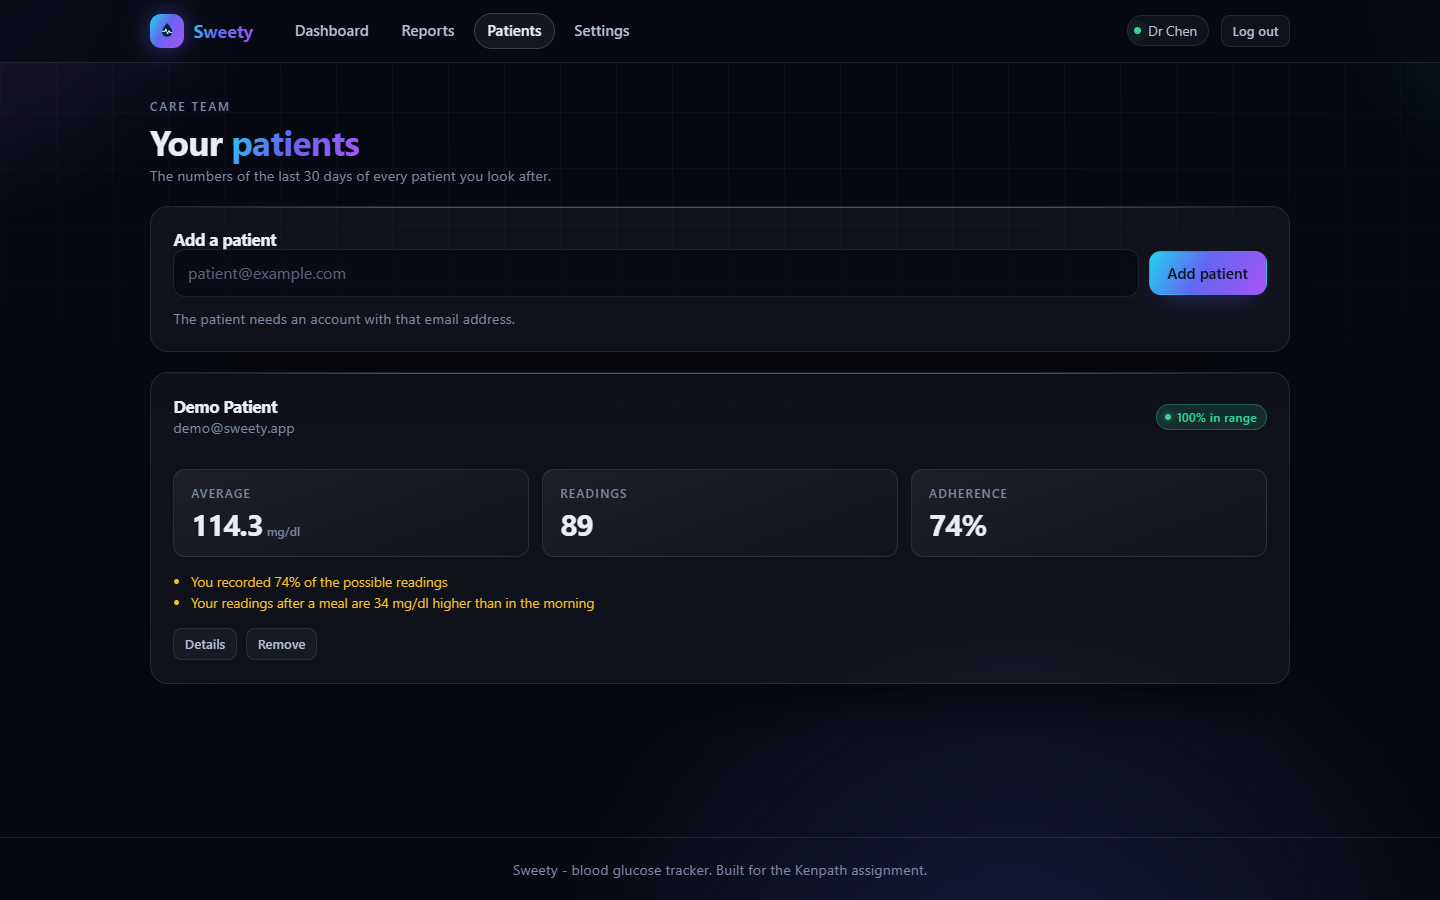 Sweety
Dashboard
Reports
Patients
Settings
Dr Chen
Log out
CARE TEAM
Your patients
The numbers of the last 30 days of every patient you look after.
Add a patient
patient@example.com
Add patient
The patient needs an account with that email address.
Demo Patient
demo@sweety.app
100% in range
AVERAGE
114.3 mg/dl
READINGS
89
ADHERENCE
74%
• You recorded 74% of the possible readings
• Your readings after a meal are 34 mg/dl higher than in the morning
Details
Remove
Sweety - blood glucose tracker. Built for the Kenpath assignment.